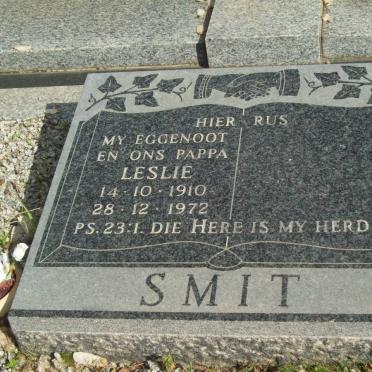 HIER RUS
MY EGGENOOT
EN ONS PAPPA
LESLIE
14·10·1910
28·12·1972
PS.23:1. DIE HERE IS MY HERD
SMIT